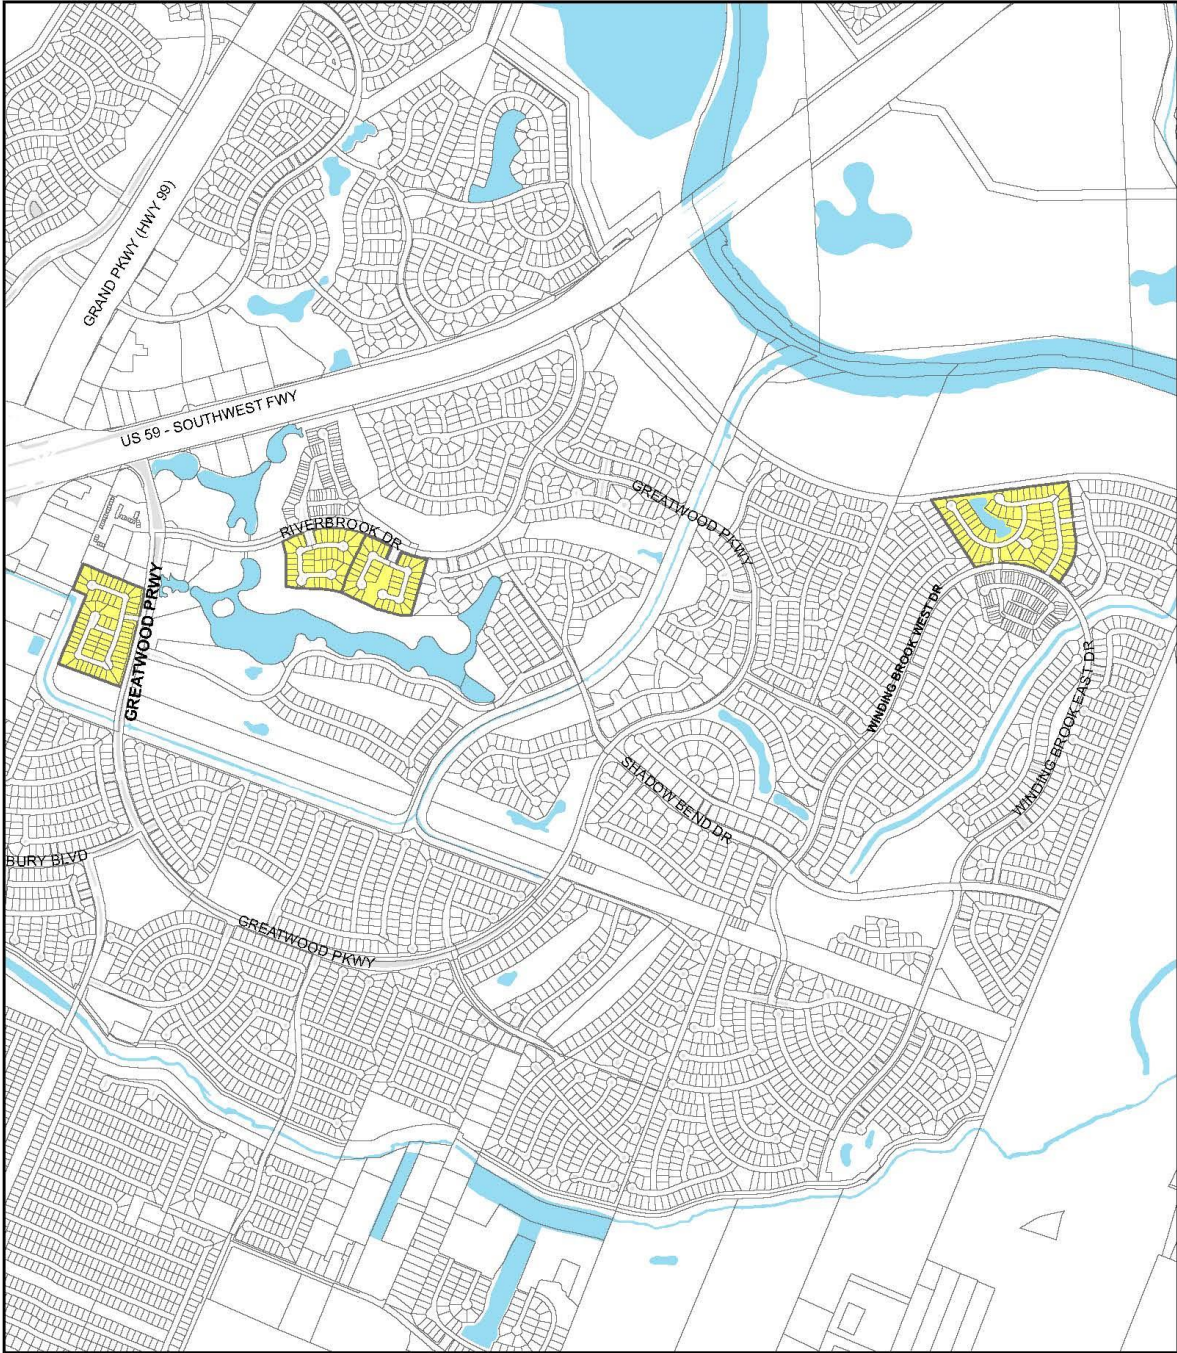 GRAND PKWY (HWY 99)
US 59 - SOUTHWEST FWY
RIVERBROOK DR
GREATWOOD PKWY
GREATWOOD PRWY
WINDING BROOK WEST DR
WINDING BROOK EAST DR
SHADOW BEND DR
BURY BLVD
GREATWOOD PKWY